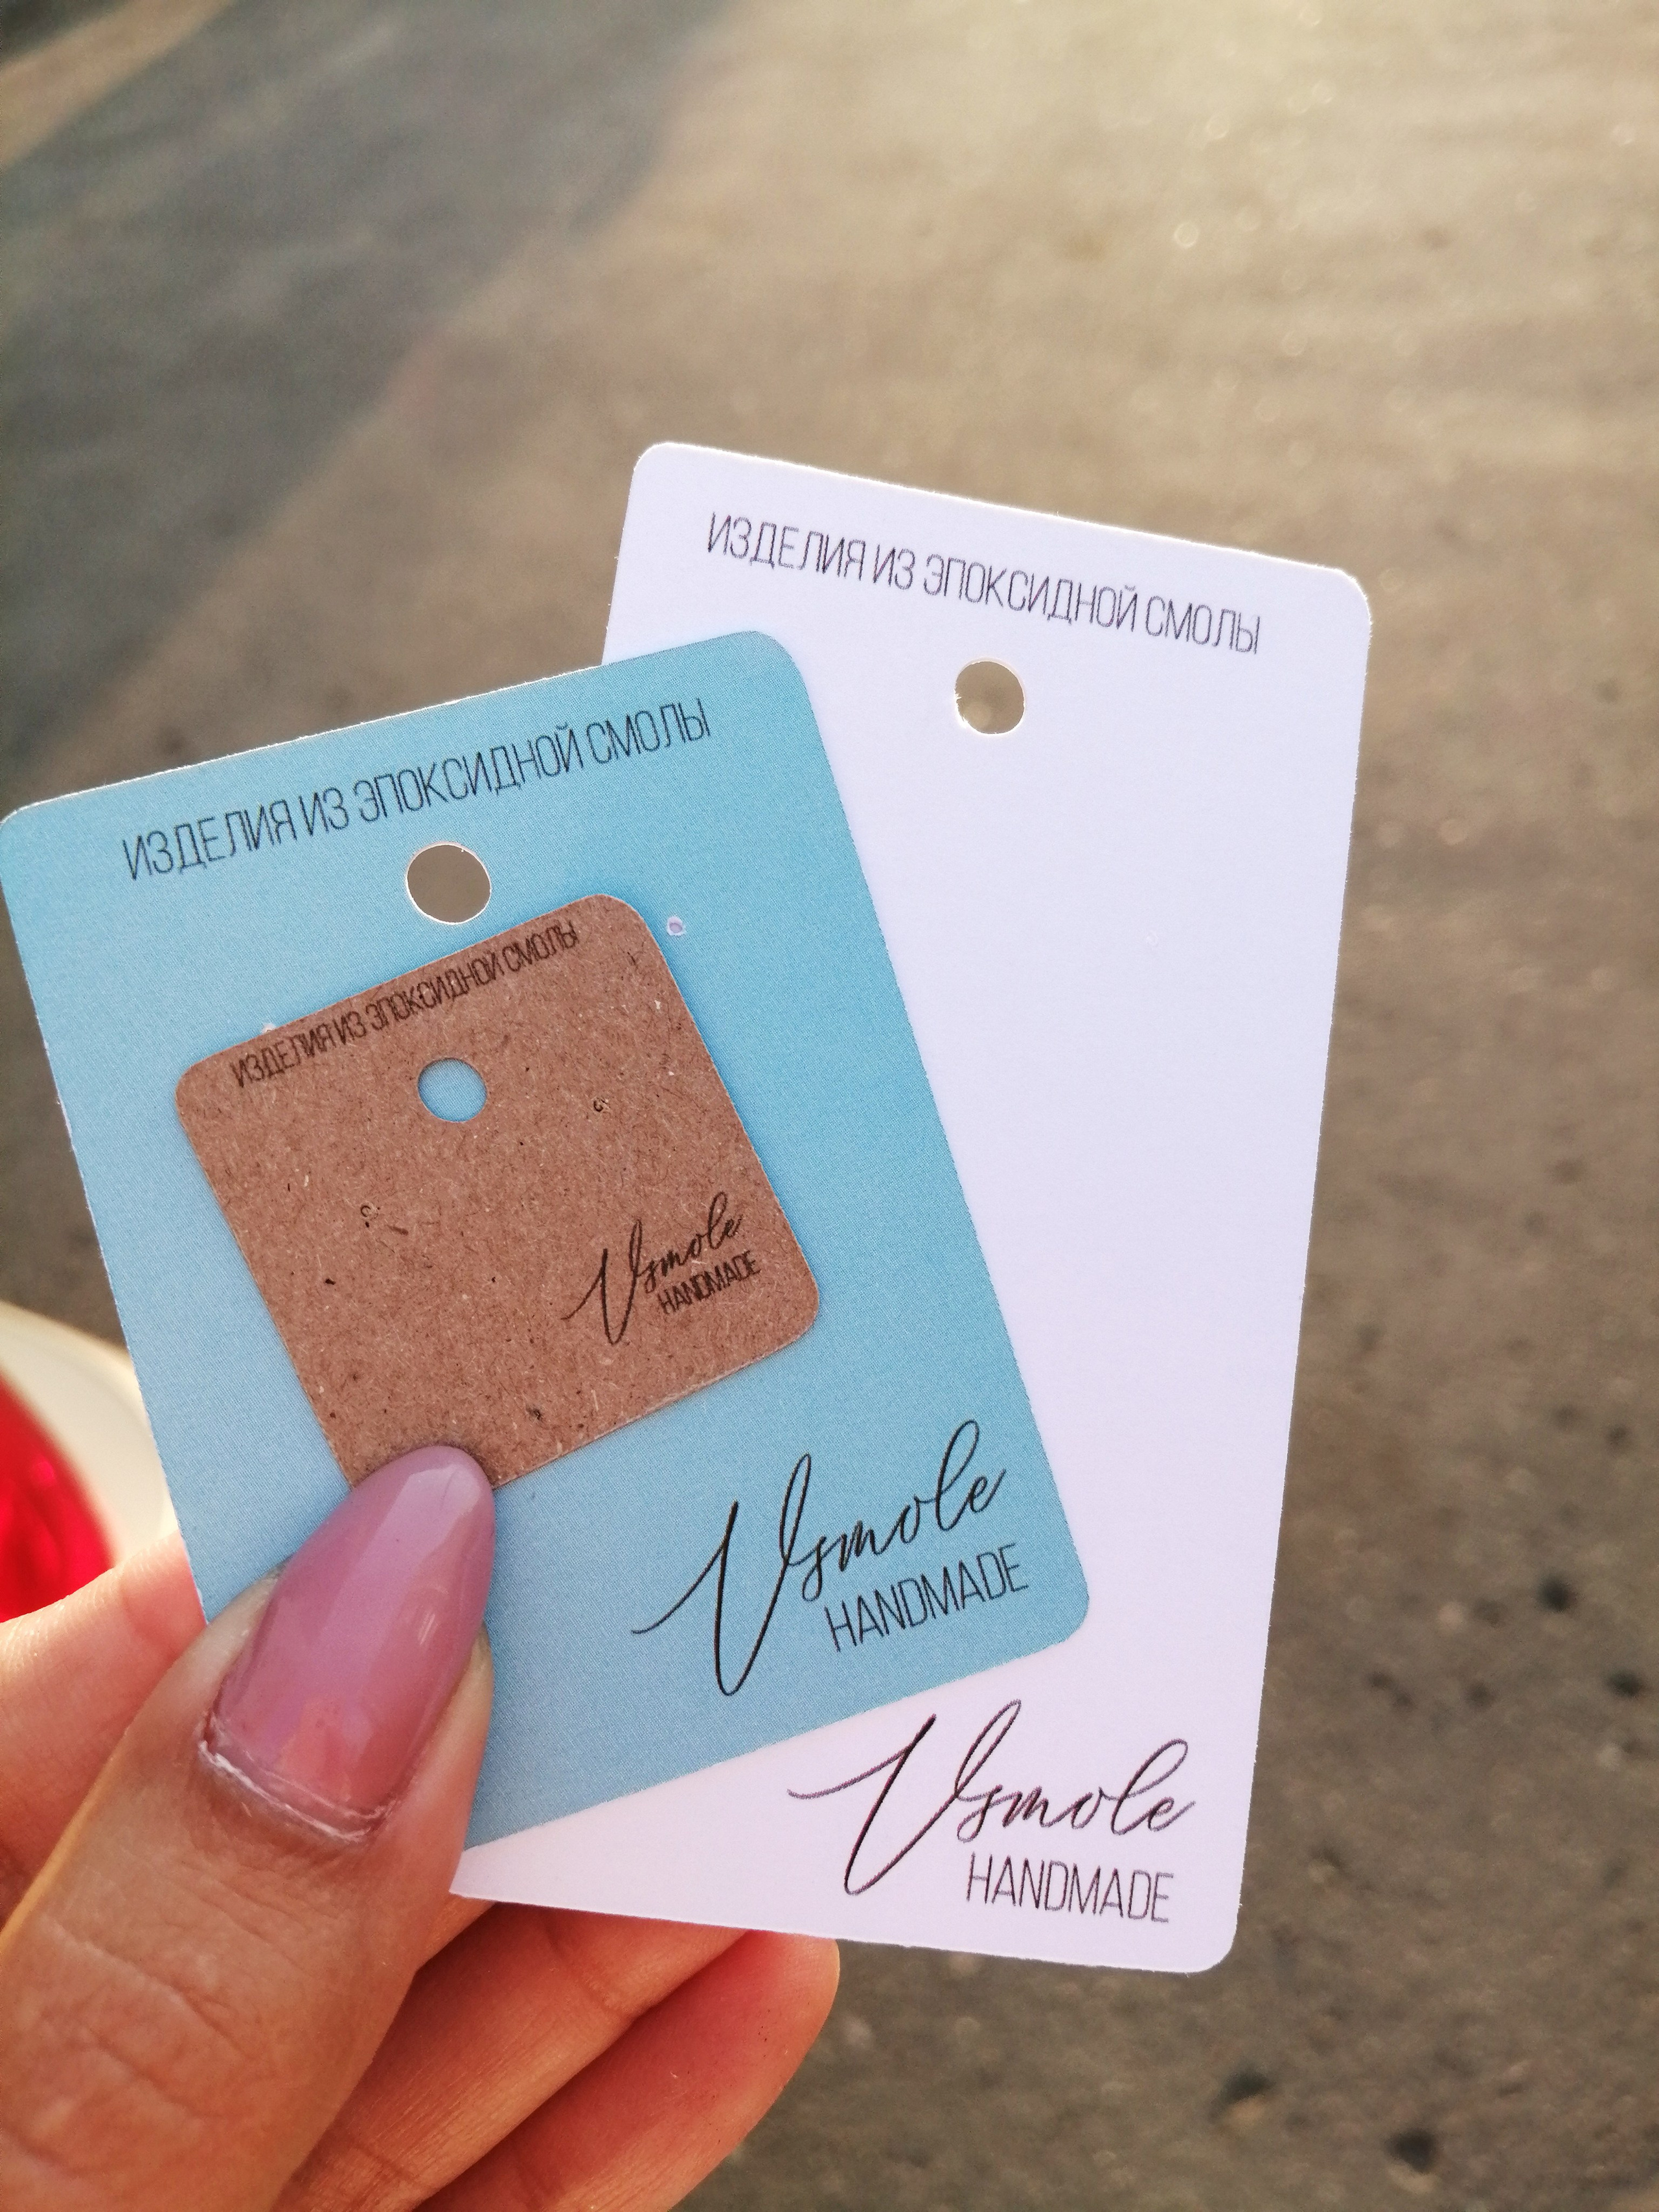 ИЗДЕЛИЯ ИЗ ЭПОКСИДНОЙ СМОЛЫ
Vsmole
HANDMADE
ИЗДЕЛИЯ ИЗ ЭПОКСИДНОЙ СМОЛЫ
Vsmole
HANDMADE
ИЗДЕЛИЯ ИЗ ЭПОКСИДНОЙ СМОЛЫ
Vsmole
HANDMADE